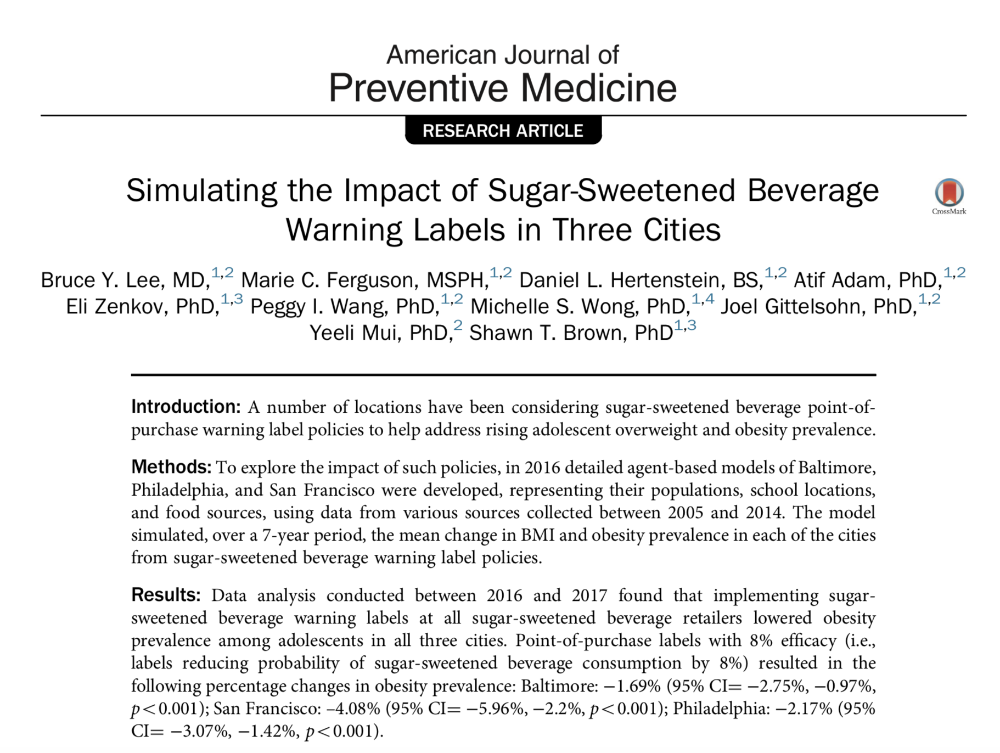 American Journal of
Preventive Medicine
RESEARCH ARTICLE
Simulating the Impact of Sugar-Sweetened Beverage
Warning Labels in Three Cities
CrossMark
Bruce Y. Lee, MD,1,2 Marie C. Ferguson, MSPH,1,2 Daniel L. Hertenstein, BS,1,2 Atif Adam, PhD,1,2
Eli Zenkov, PhD,1,3 Peggy I. Wang, PhD,1,2 Michelle S. Wong, PhD,1,4 Joel Gittelsohn, PhD,1,2
Yeeli Mui, PhD,2 Shawn T. Brown, PhD1,3
Introduction: A number of locations have been considering sugar-sweetened beverage point-of-
purchase warning label policies to help address rising adolescent overweight and obesity prevalence.
Methods: To explore the impact of such policies, in 2016 detailed agent-based models of Baltimore,
Philadelphia, and San Francisco were developed, representing their populations, school locations,
and food sources, using data from various sources collected between 2005 and 2014. The model
simulated, over a 7-year period, the mean change in BMI and obesity prevalence in each of the cities
from sugar-sweetened beverage warning label policies.
Results: Data analysis conducted between 2016 and 2017 found that implementing sugar-
sweetened beverage warning labels at all sugar-sweetened beverage retailers lowered obesity
prevalence among adolescents in all three cities. Point-of-purchase labels with 8% efficacy (i.e.,
labels reducing probability of sugar-sweetened beverage consumption by 8%) resulted in the
following percentage changes in obesity prevalence: Baltimore: −1.69% (95% CI= −2.75%, −0.97%,
p<0.001); San Francisco: –4.08% (95% CI= −5.96%, −2.2%, p<0.001); Philadelphia: −2.17% (95%
CI= −3.07%, −1.42%, p<0.001).